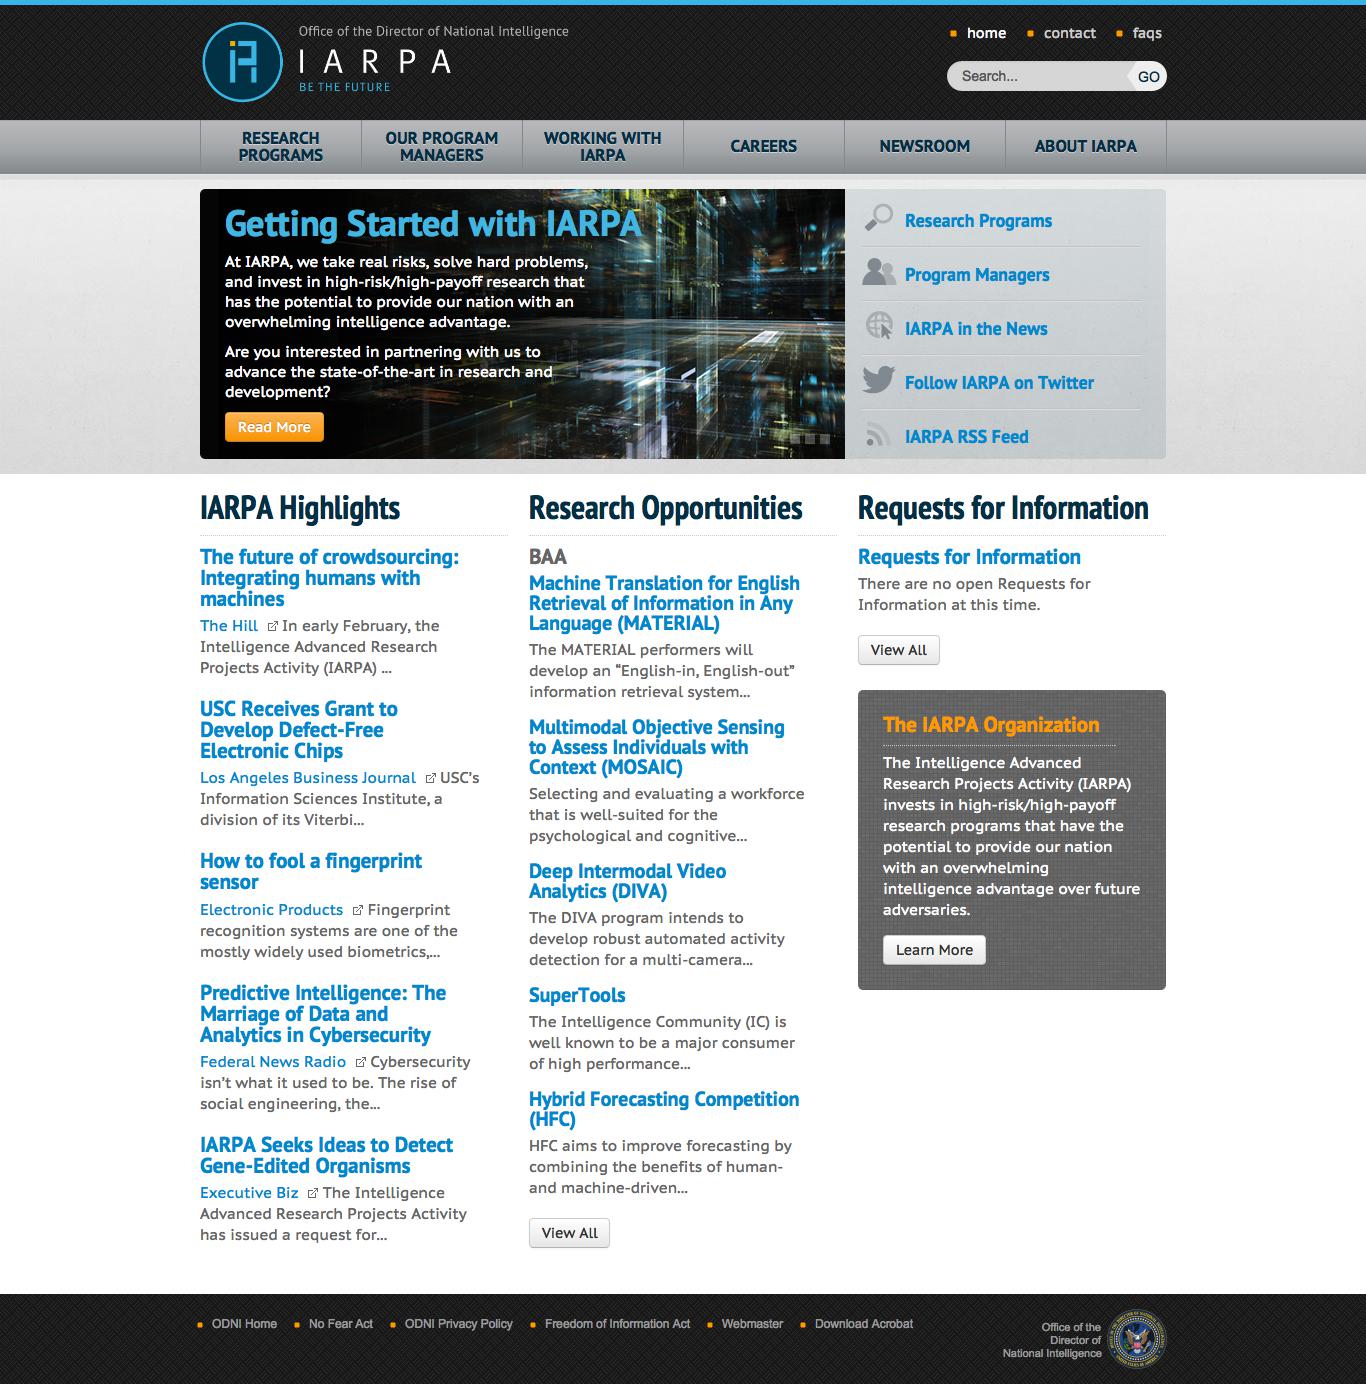 Office of the Director of National Intelligence
IARPA
BE THE FUTURE
home
contact
faqs
Search...
GO
RESEARCH
PROGRAMS
OUR PROGRAM
MANAGERS
WORKING WITH
IARPA
CAREERS
NEWSROOM
ABOUT IARPA
Getting Started with IARPA
At IARPA, we take real risks, solve hard problems,
and invest in high-risk/high-payoff research that
has the potential to provide our nation with an
overwhelming intelligence advantage.
Are you interested in partnering with us to
advance the state-of-the-art in research and
development?
Read More
Research Programs
Program Managers
IARPA in the News
Follow IARPA on Twitter
IARPA RSS Feed
IARPA Highlights
The future of crowdsourcing:
Integrating humans with
machines
The Hill In early February, the
Intelligence Advanced Research
Projects Activity (IARPA) ...
USC Receives Grant to
Develop Defect-Free
Electronic Chips
Los Angeles Business Journal USC's
Information Sciences Institute, a
division of its Viterbi...
How to fool a fingerprint
sensor
Electronic Products Fingerprint
recognition systems are one of the
mostly widely used biometrics,...
Predictive Intelligence: The
Marriage of Data and
Analytics in Cybersecurity
Federal News Radio Cybersecurity
isn't what it used to be. The rise of
social engineering, the...
IARPA Seeks Ideas to Detect
Gene-Edited Organisms
Executive Biz The Intelligence
Advanced Research Projects Activity
has issued a request for...
Research Opportunities
BAA
Machine Translation for English
Retrieval of Information in Any
Language (MATERIAL)
The MATERIAL performers will
develop an “English-in, English-out”
information retrieval system...
Multimodal Objective Sensing
to Assess Individuals with
Context (MOSAIC)
Selecting and evaluating a workforce
that is well-suited for the
psychological and cognitive...
Deep Intermodal Video
Analytics (DIVA)
The DIVA program intends to
develop robust automated activity
detection for a multi-camera...
SuperTools
The Intelligence Community (IC) is
well known to be a major consumer
of high performance...
Hybrid Forecasting Competition
(HFC)
HFC aims to improve forecasting by
combining the benefits of human-
and machine-driven...
View All
Requests for Information
Requests for Information
There are no open Requests for
Information at this time.
View All
The IARPA Organization
The Intelligence Advanced
Research Projects Activity (IARPA)
invests in high-risk/high-payoff
research programs that have the
potential to provide our nation
with an overwhelming
intelligence advantage over future
adversaries.
Learn More
ODNI Home
No Fear Act
ODNI Privacy Policy
Freedom of Information Act
Webmaster
Download Acrobat
Office of the
Director of
National Intelligence